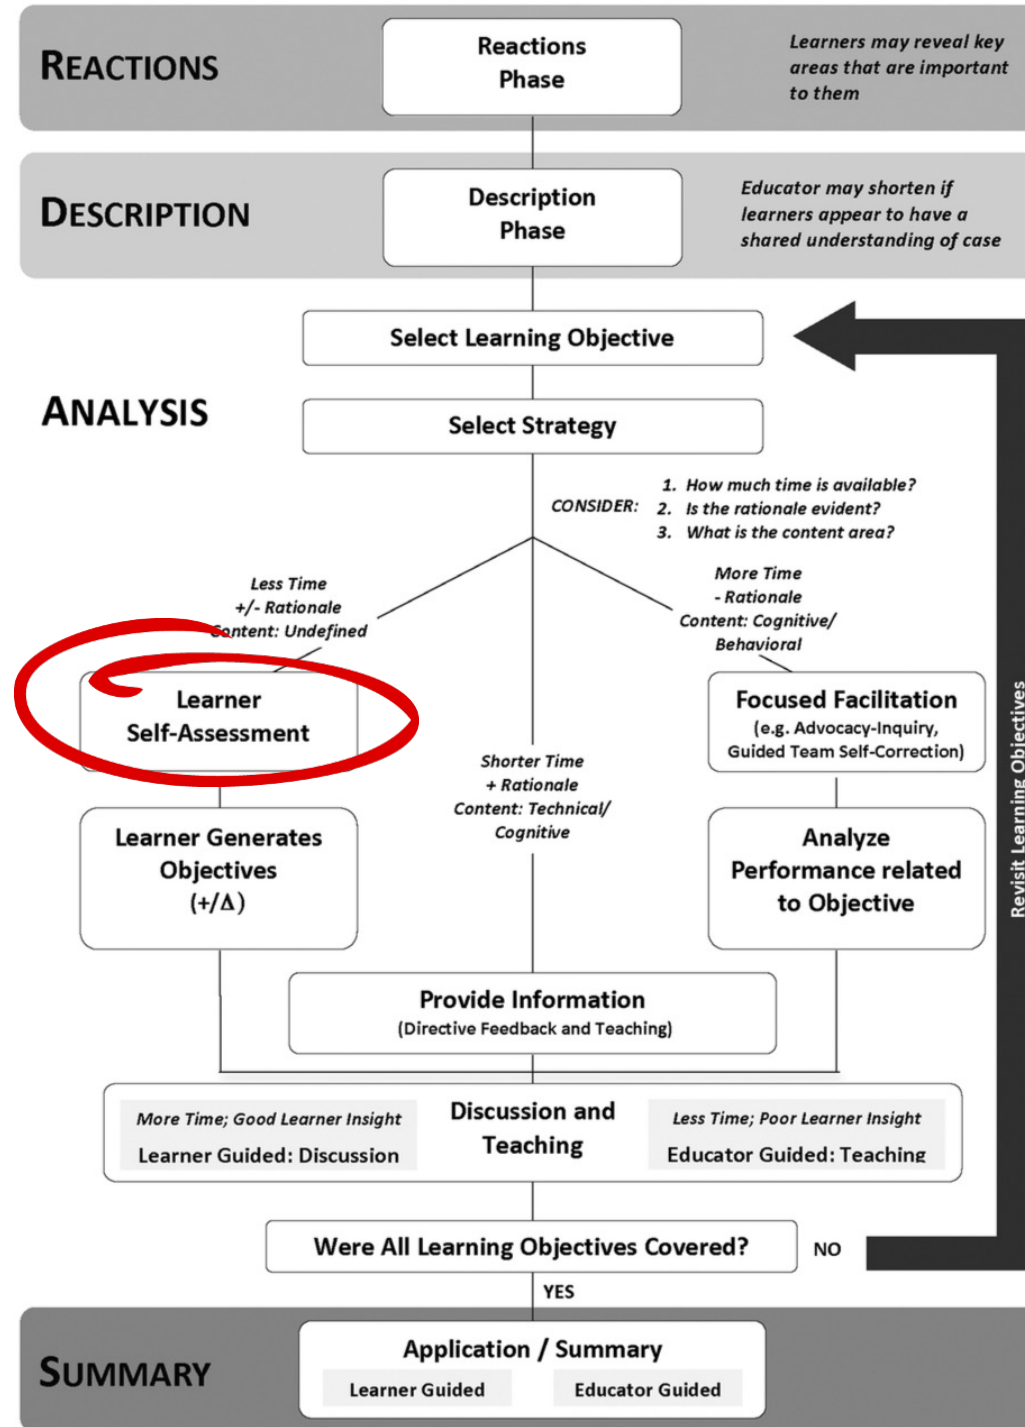 REACTIONS
Reactions
Phase
Learners may reveal key
areas that are important
to them
DESCRIPTION
Description
Phase
Educator may shorten if
learners appear to have a
shared understanding of case
Select Learning Objective
ANALYSIS
Select Strategy
CONSIDER:
1. How much time is available?
2. Is the rationale evident?
3. What is the content area?
Less Time
+/- Rationale
Content: Undefined
More Time
- Rationale
Content: Cognitive/
Behavioral
Learner
Self-Assessment
Shorter Time
+ Rationale
Content: Technical/
Cognitive
Focused Facilitation
(e.g. Advocacy-Inquiry,
Guided Team Self-Correction)
Learner Generates
Objectives
(+/Δ)
Analyze
Performance related
to Objective
Revisit Learning Objectives
Provide Information
(Directive Feedback and Teaching)
More Time; Good Learner Insight
Learner Guided: Discussion
Discussion and
Teaching
Less Time; Poor Learner Insight
Educator Guided: Teaching
Were All Learning Objectives Covered?
NO
YES
SUMMARY
Application / Summary
Learner Guided
Educator Guided